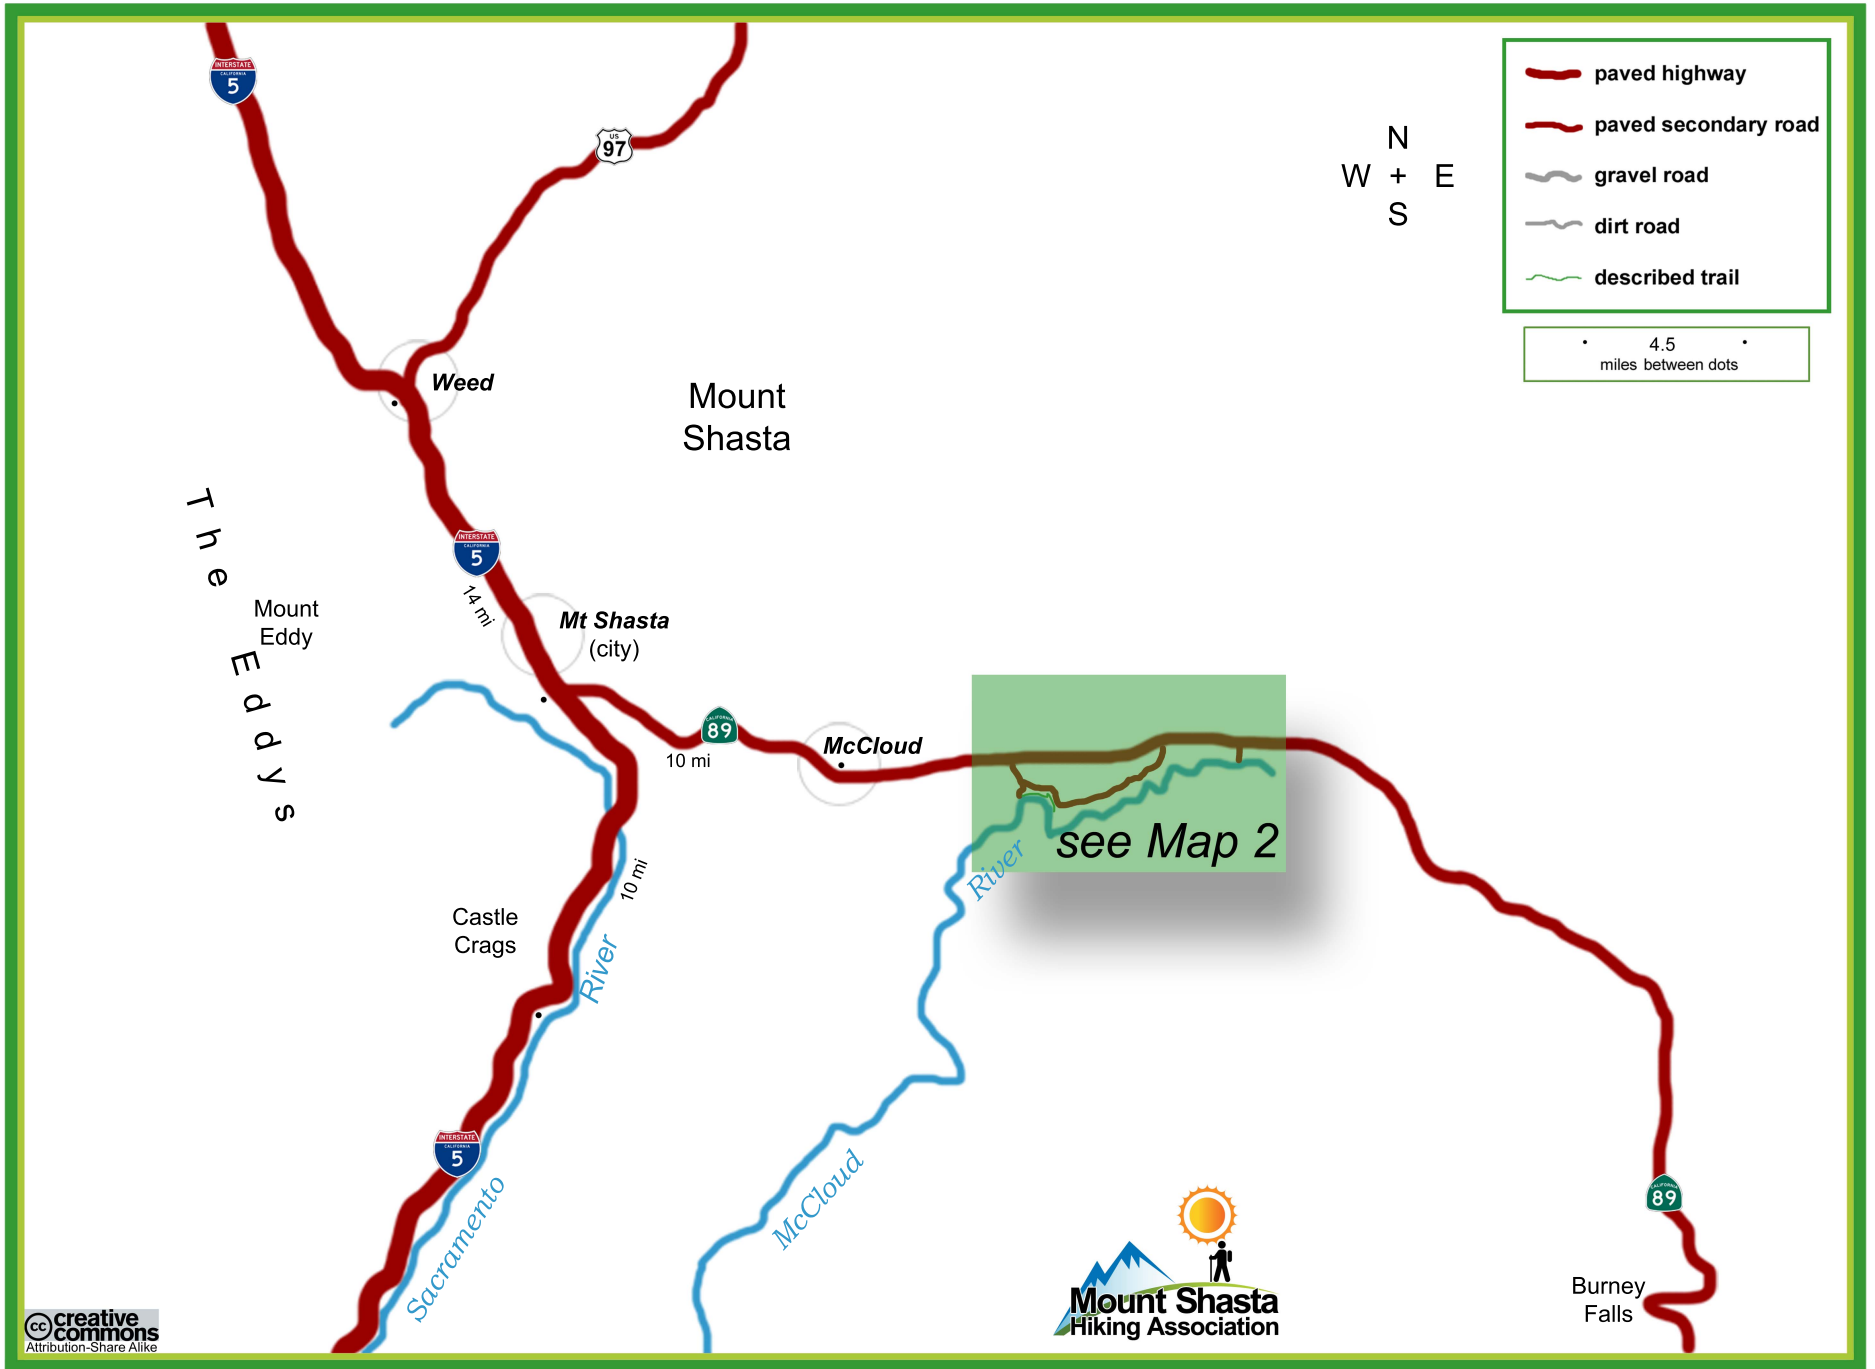 INTERSTATE
CALIFORNIA
5
US
97
N
W + E
S
paved highway
paved secondary road
gravel road
dirt road
described trail
4.5
miles between dots
Weed
Mount
Shasta
The Eddys
INTERSTATE
CALIFORNIA
5
14 mi
Mount
Eddy
Mt Shasta
(city)
CALIFORNIA
89
10 mi
McCloud
see Map 2
River
10 mi
Castle
Crags
River
INTERSTATE
CALIFORNIA
5
Sacramento
McCloud
CALIFORNIA
89
Burney
Falls
Mount Shasta
Hiking Association
cc creative
commons
Attribution-Share Alike